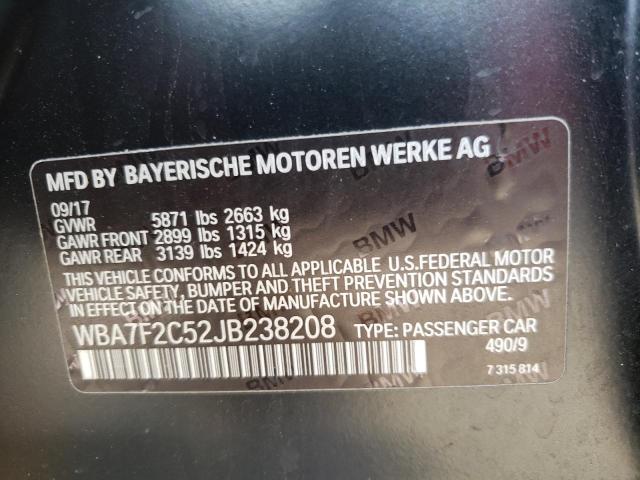 MFD BY BAYERISCHE MOTOREN WERKE AG
09/17
GVWR 5871 lbs 2663 kg
GAWR FRONT 2899 lbs 1315 kg
GAWR REAR 3139 lbs 1424 kg
THIS VEHICLE CONFORMS TO ALL APPLICABLE U.S.FEDERAL MOTOR
VEHICLE SAFETY, BUMPER AND THEFT PREVENTION STANDARDS
IN EFFECT ON THE DATE OF MANUFACTURE SHOWN ABOVE.
WBA7F2C52JB238208 TYPE: PASSENGER CAR
490/9
7 315 814
BMW
BMW